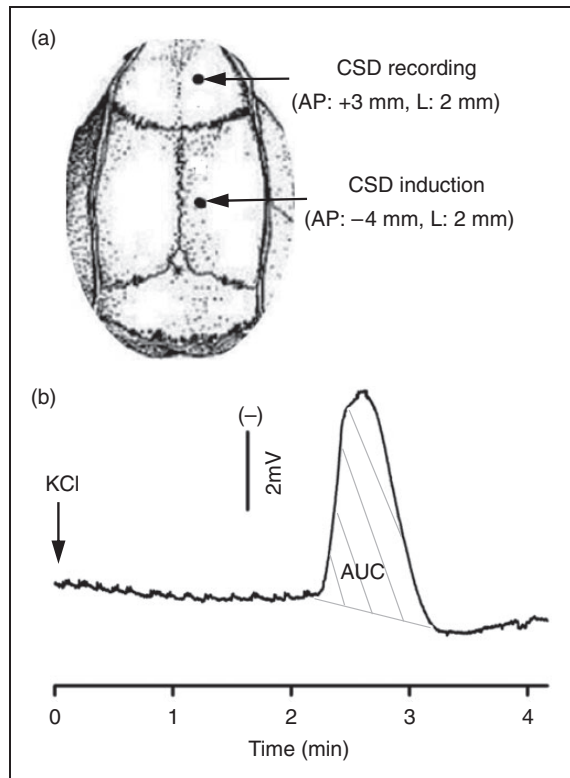 (a)
CSD recording
(AP: +3 mm, L: 2 mm)
CSD induction
(AP: −4 mm, L: 2 mm)
(b)
(–)
2mV
KCl
AUC
0 1 2 3 4
Time (min)